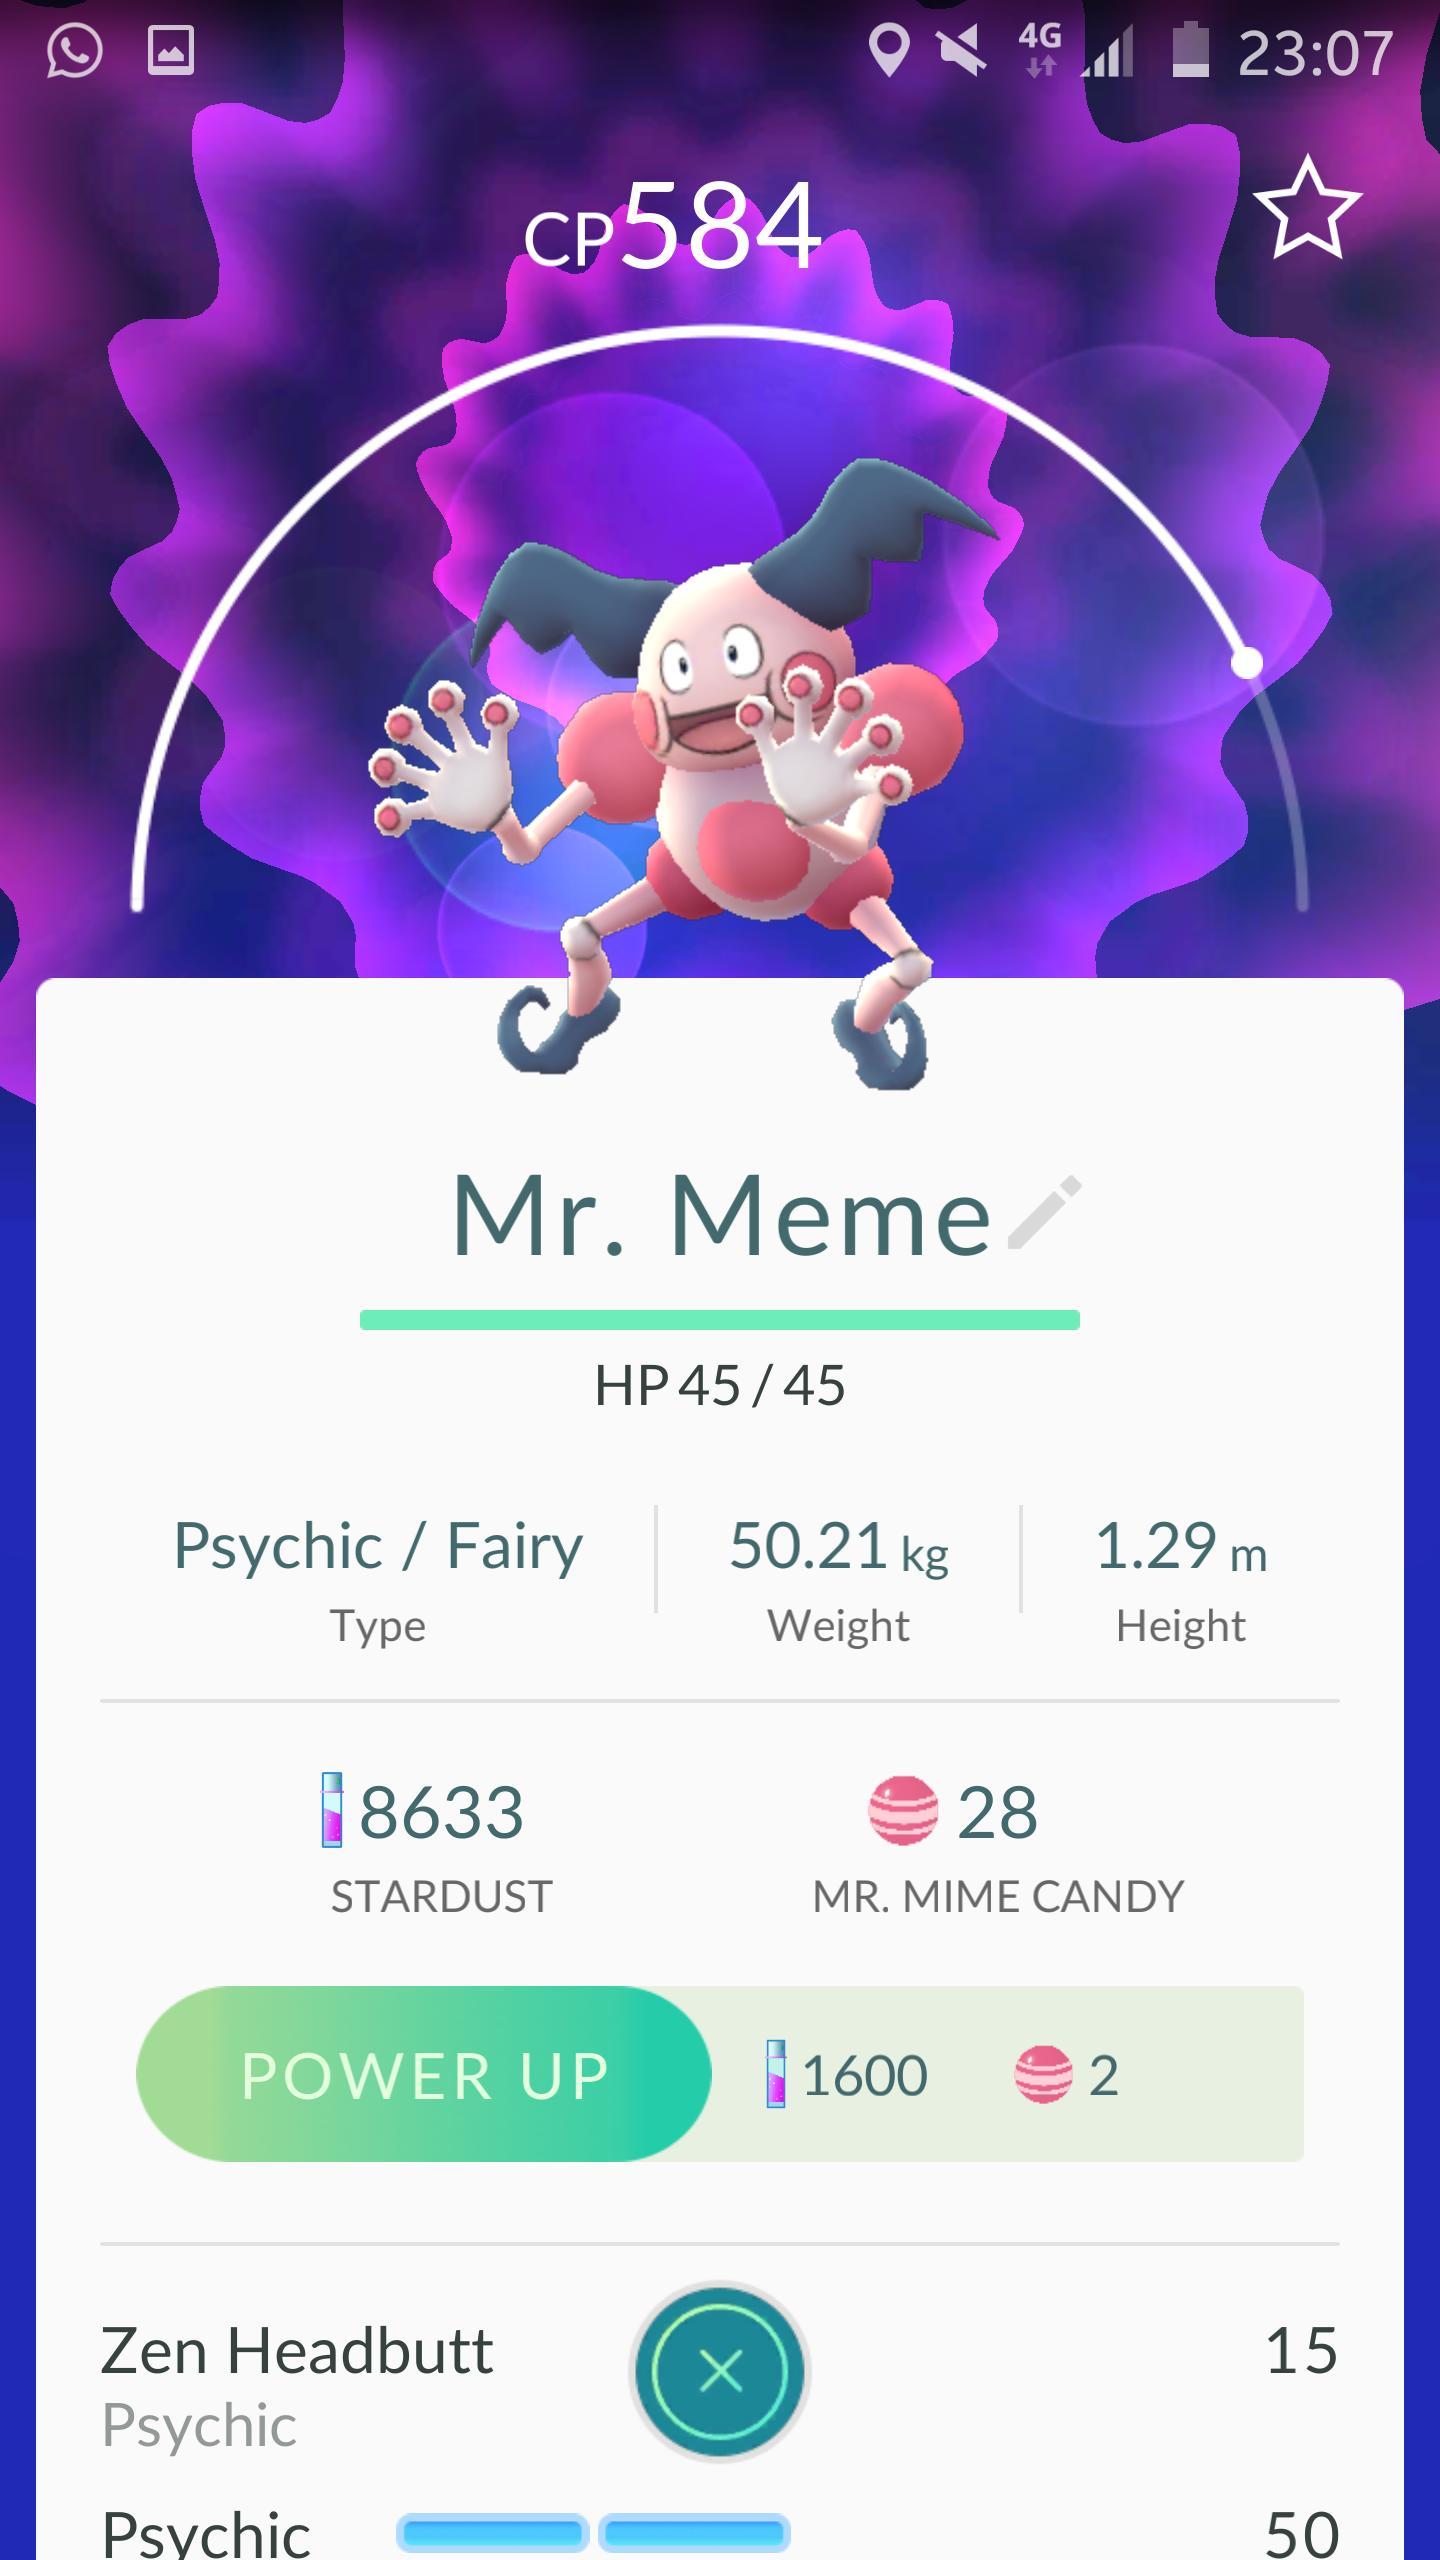 4G 23:07
CP584
Mr. Meme
HP 45 / 45
Psychic / Fairy 50.21 kg 1.29 m
Type Weight Height
8633 28
STARDUST MR. MIME CANDY
POWER UP 1600 2
Zen Headbutt 15
Psychic
Psychic 50